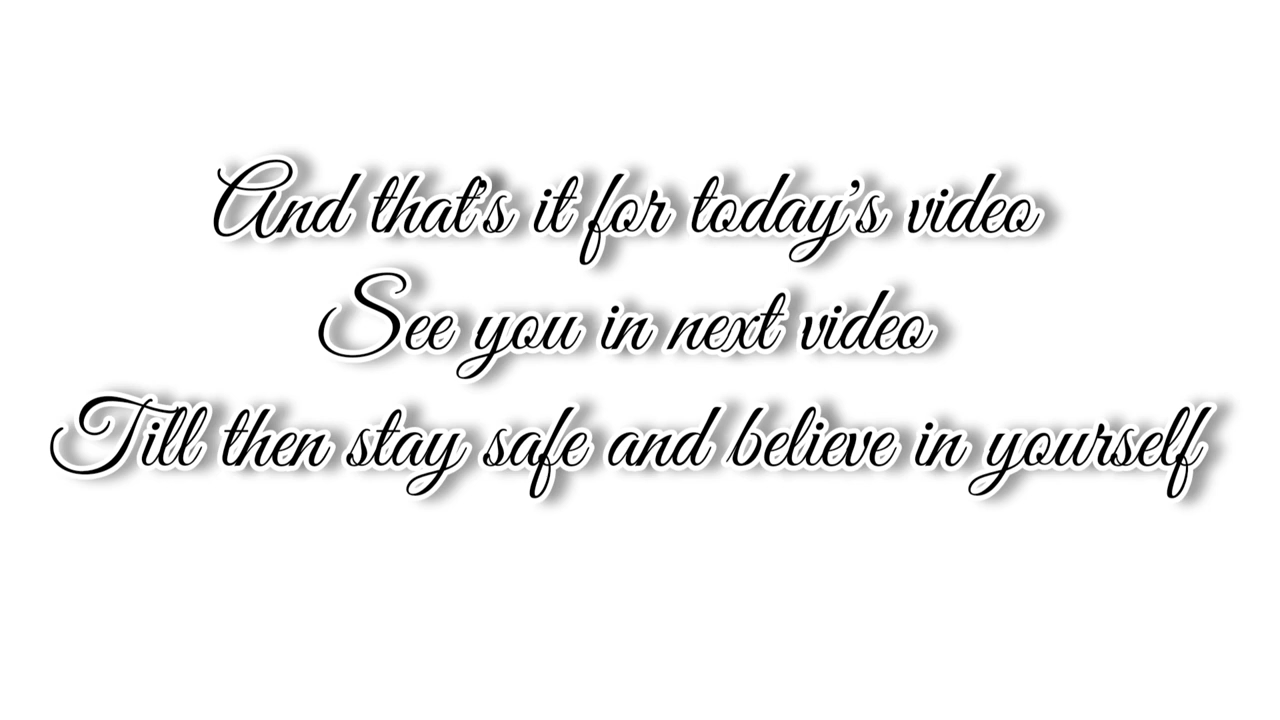 And that's it for today's video
See you in next video
Till then stay safe and believe in yourself